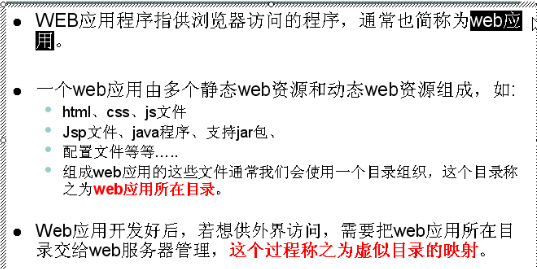 WEB应用程序指供浏览器访问的程序，通常也简称为web应
用。
一个web应用由多个静态web资源和动态web资源组成，如:
html、css、js文件
Jsp文件、java程序、支持jar包、
配置文件等等…..
组成web应用的这些文件通常我们会使用一个目录组织，这个目录称
之为web应用所在目录。
Web应用开发好后，若想供外界访问，需要把web应用所在目
录交给web服务器管理，这个过程称之为虚似目录的映射。